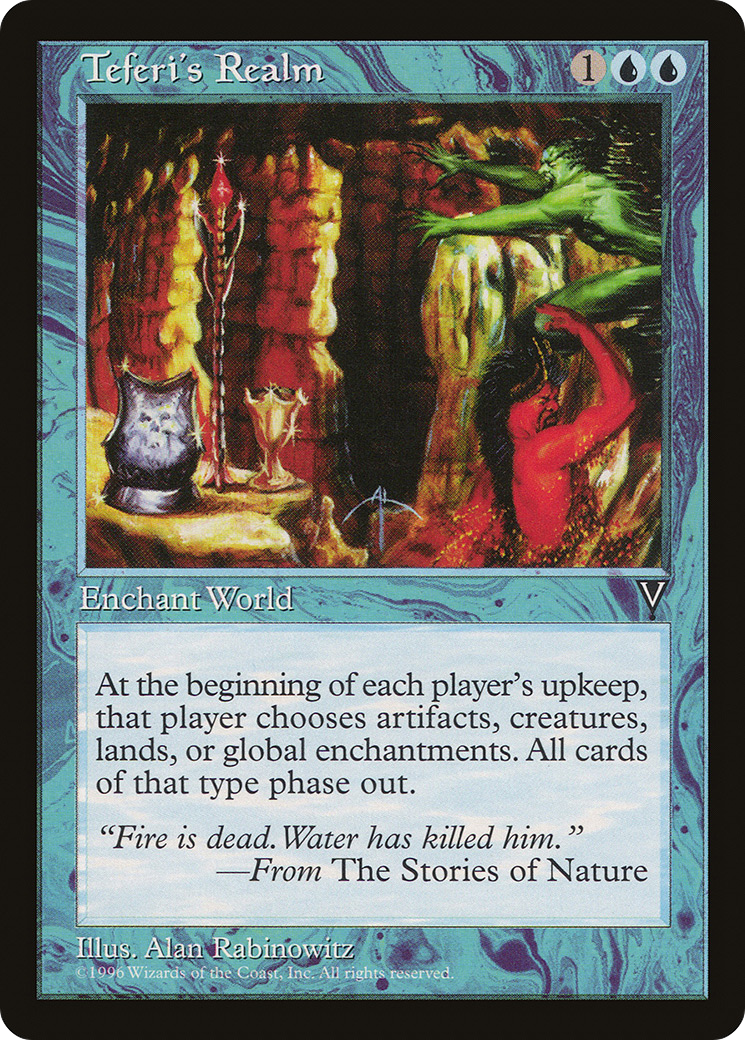 Teferi's Realm
1
Enchant World
V
At the beginning of each player's upkeep,
that player chooses artifacts, creatures,
lands, or global enchantments. All cards
of that type phase out.
“Fire is dead. Water has killed him.”
—From The Stories of Nature
Illus. Alan Rabinowitz
©1996 Wizards of the Coast, Inc. All rights reserved.